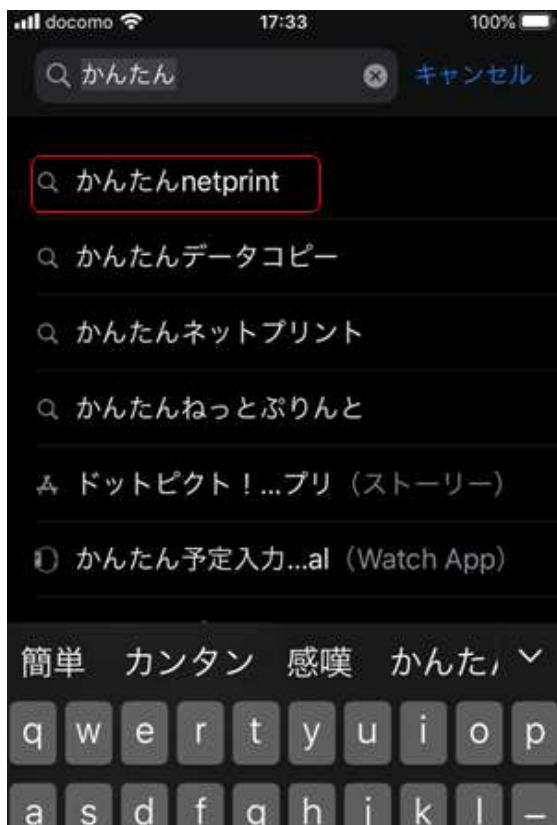 docomo 17:33 100%
かんたん キャンセル
かんたんnetprint
かんたんデータコピー
かんたんネットプリント
かんたんねっとぷりんと
ドットピクト！...プリ（ストーリー）
かんたん予定入力...al（Watch App）
簡単 カンタン 感嘆 かんた
q w e r t y u i o p
a s d f g h j k l ー